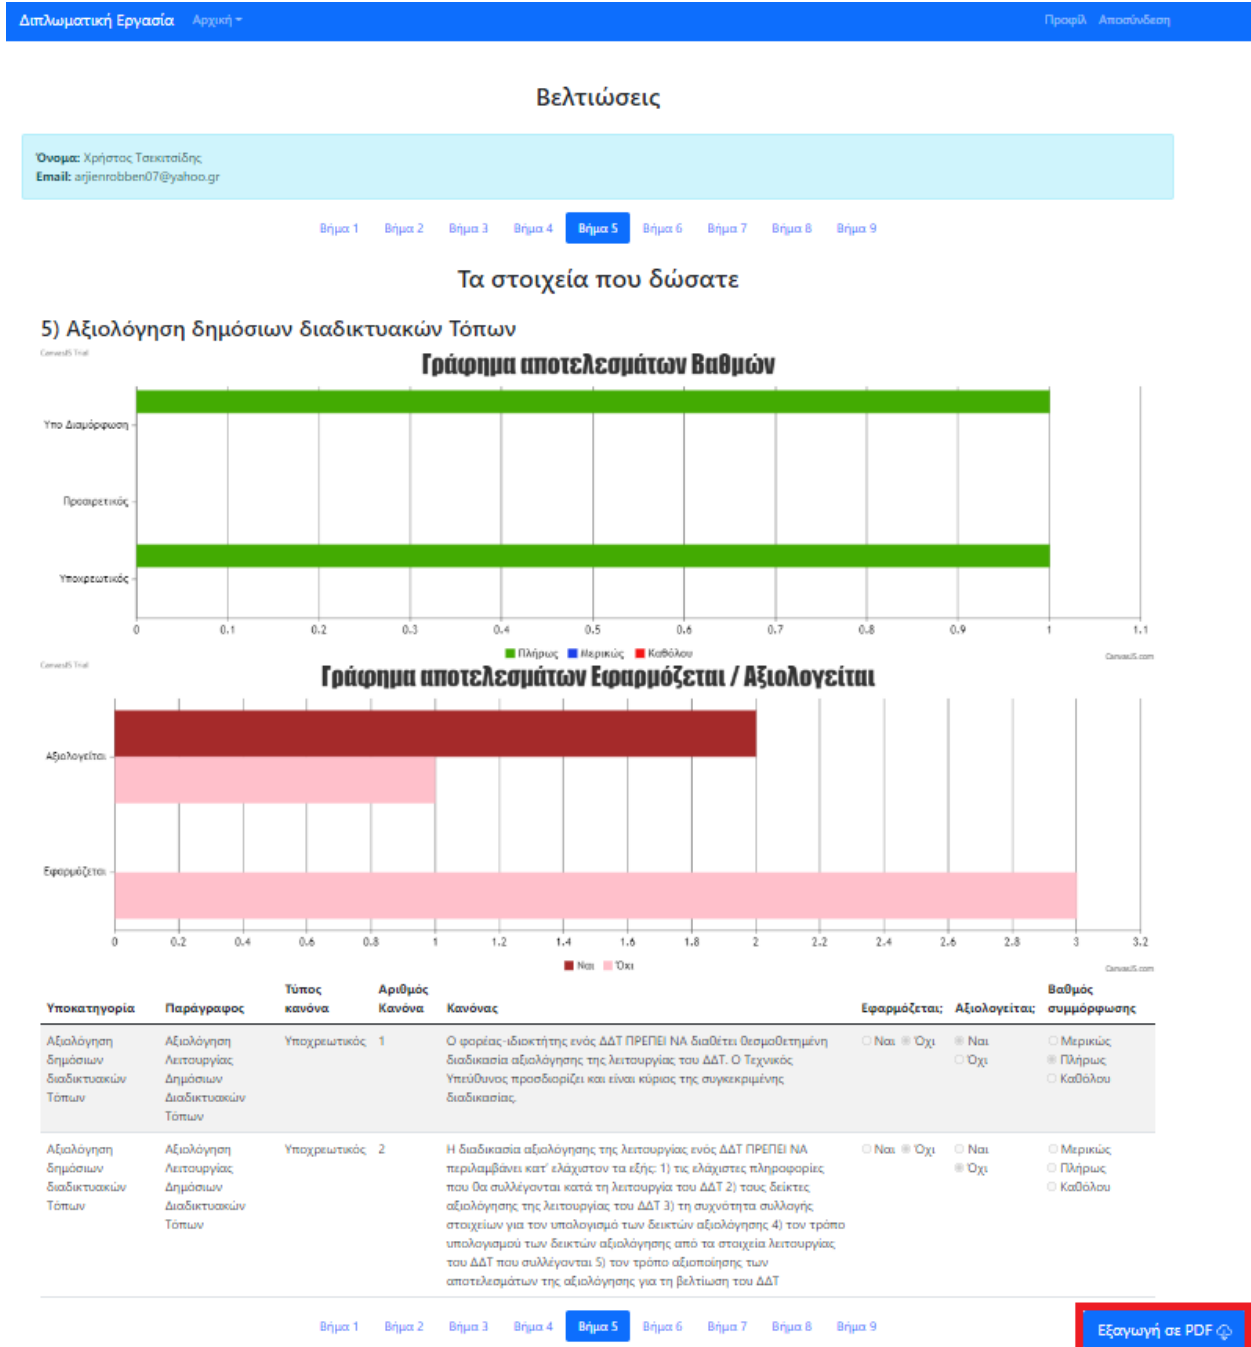 Διπλωματική Εργασία Αρχική Προφίλ Αποσύνδεση
Βελτιώσεις
Όνομα: Χρήστος Τσεκιτσίδης
Email: arjienrobben07@yahoo.gr
Βήμα 1 Βήμα 2 Βήμα 3 Βήμα 4 Βήμα 5 Βήμα 6 Βήμα 7 Βήμα 8 Βήμα 9
Τα στοιχεία που δώσατε
5) Αξιολόγηση δημόσιων διαδικτυακών Τόπων
CanvasJS Trial
Γράφημα αποτελεσμάτων Βαθμών
Υπο Διαμόρφωση
Προαιρετικός
Υποχρεωτικός
0 0.1 0.2 0.3 0.4 0.5 0.6 0.7 0.8 0.9 1 1.1
Πλήρως Μερικώς Καθόλου
CanvasJS.com
CanvasJS Trial
Γράφημα αποτελεσμάτων Εφαρμόζεται / Αξιολογείται
Αξιολογείται
Εφαρμόζεται
0 0.2 0.4 0.6 0.8 1 1.2 1.4 1.6 1.8 2 2.2 2.4 2.6 2.8 3 3.2
Ναι Όχι
CanvasJS.com
Τύπος Αριθμός Βαθμός
Υποκατηγορία Παράγραφος κανόνα Κανόνα Κανόνας Εφαρμόζεται; Αξιολογείται; συμμόρφωσης
Αξιολόγηση Αξιολόγηση Υποχρεωτικός 1 Ο φορέας-ιδιοκτήτης ενός ΔΔΤ ΠΡΕΠΕΙ ΝΑ διαθέτει θεσμοθετημένη Ναι Όχι Ναι Μερικώς
δημόσιων Λειτουργίας διαδικασία αξιολόγησης της λειτουργίας του ΔΔΤ. Ο Τεχνικός Όχι Πλήρως
διαδικτυακών Δημόσιων Υπεύθυνος προσδιορίζει και είναι κύριος της συγκεκριμένης Καθόλου
Τόπων Διαδικτυακών διαδικασίας.
Τόπων
Αξιολόγηση Αξιολόγηση Υποχρεωτικός 2 Η διαδικασία αξιολόγησης της λειτουργίας ενός ΔΔΤ ΠΡΕΠΕΙ ΝΑ Ναι Όχι Ναι Μερικώς
δημόσιων Λειτουργίας περιλαμβάνει κατ' ελάχιστον τα εξής: 1) τις ελάχιστες πληροφορίες Όχι Πλήρως
διαδικτυακών Δημόσιων που θα συλλέγονται κατά τη λειτουργία του ΔΔΤ 2) τους δείκτες Καθόλου
Τόπων Διαδικτυακών αξιολόγησης της λειτουργίας του ΔΔΤ 3) τη συχνότητα συλλογής
Τόπων στοιχείων για τον υπολογισμό των δεικτών αξιολόγησης 4) τον τρόπο
υπολογισμού των δεικτών αξιολόγησης από τα στοιχεία λειτουργίας
του ΔΔΤ που συλλέγονται 5) τον τρόπο αξιοποίησης των
αποτελεσμάτων της αξιολόγησης για τη βελτίωση του ΔΔΤ
Βήμα 1 Βήμα 2 Βήμα 3 Βήμα 4 Βήμα 5 Βήμα 6 Βήμα 7 Βήμα 8 Βήμα 9
Εξαγωγή σε PDF